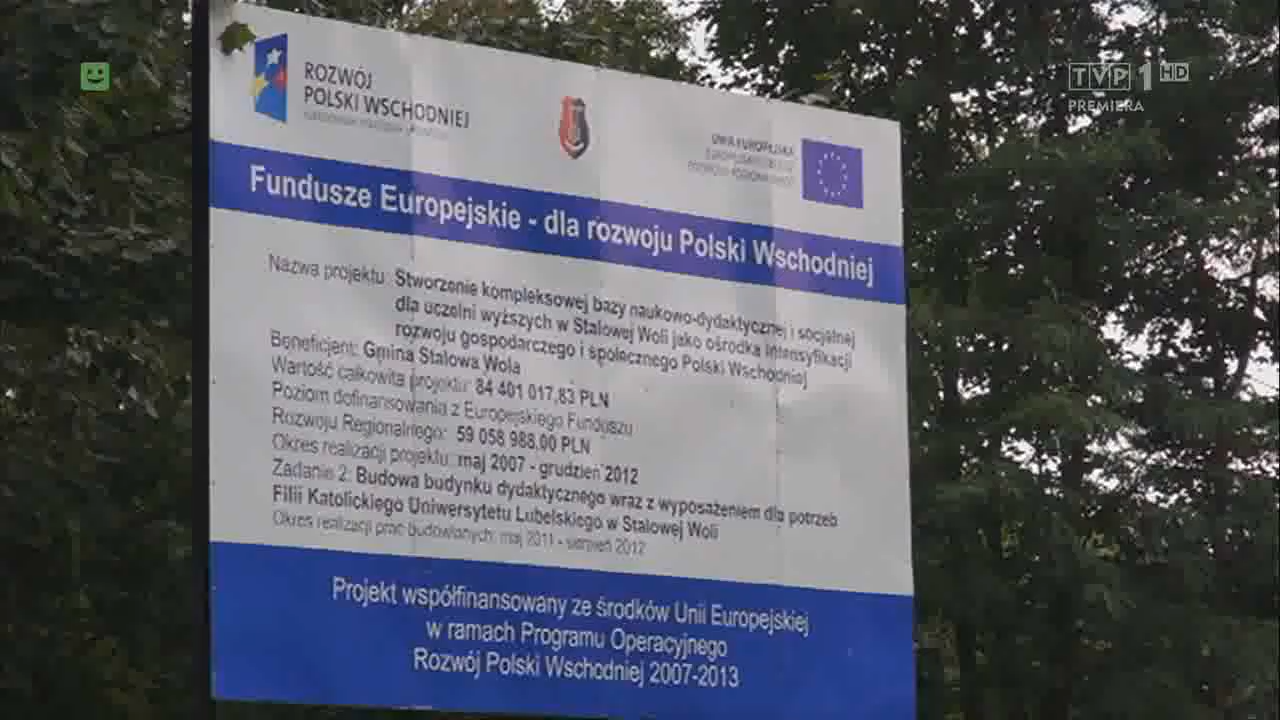 TVP 1 HD
PREMIERA
ROZWÓJ
POLSKI WSCHODNIEJ
UNIA EUROPEJSKA
Fundusze Europejskie - dla rozwoju Polski Wschodniej
Nazwa projektu: Stworzenie kompleksowej bazy naukowo-dydaktycznej i socjalnej
dla uczelni wyższych w Stalowej Woli jako ośrodka intensyfikacji
rozwoju gospodarczego i społecznego Polski Wschodniej
Beneficjent: Gmina Stalowa Wola
Wartość całkowita projektu: 84 401 017,83 PLN
Poziom dofinansowania z Europejskiego Funduszu
Rozwoju Regionalnego: 59 058 988,00 PLN
Okres realizacji projektu: maj 2007 - grudzień 2012
Zadanie 2: Budowa budynku dydaktycznego wraz z wyposażeniem dla potrzeb
Filii Katolickiego Uniwersytetu Lubelskiego w Stalowej Woli
Okres realizacji prac budowlanych: maj 2011 - sierpień 2012
Projekt współfinansowany ze środków Unii Europejskiej
w ramach Programu Operacyjnego
Rozwój Polski Wschodniej 2007-2013